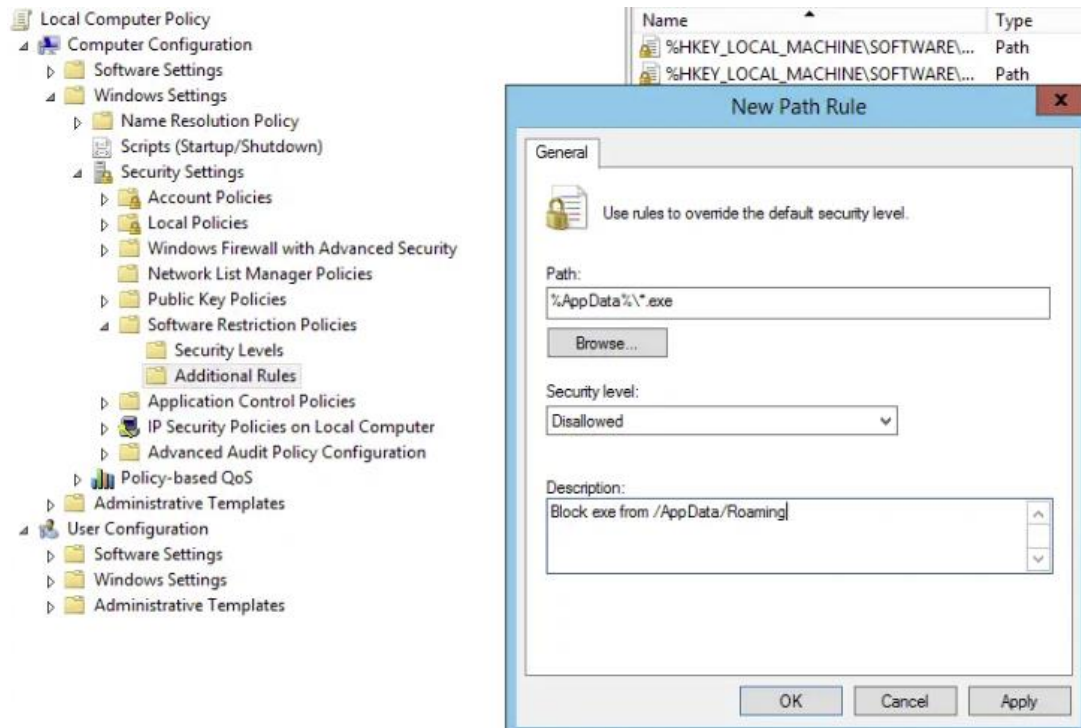 Local Computer Policy
Computer Configuration
Software Settings
Windows Settings
Name Resolution Policy
Scripts (Startup/Shutdown)
Security Settings
Account Policies
Local Policies
Windows Firewall with Advanced Security
Network List Manager Policies
Public Key Policies
Software Restriction Policies
Security Levels
Additional Rules
Application Control Policies
IP Security Policies on Local Computer
Advanced Audit Policy Configuration
Policy-based QoS
Administrative Templates
User Configuration
Software Settings
Windows Settings
Administrative Templates
Name Type
%HKEY_LOCAL_MACHINE\SOFTWARE\... Path
%HKEY_LOCAL_MACHINE\SOFTWARE\... Path
New Path Rule
x
General
Use rules to override the default security level.
Path:
%AppData%\*.exe
Browse...
Security level:
Disallowed
Description:
Block exe from /AppData/Roaming
OK Cancel Apply